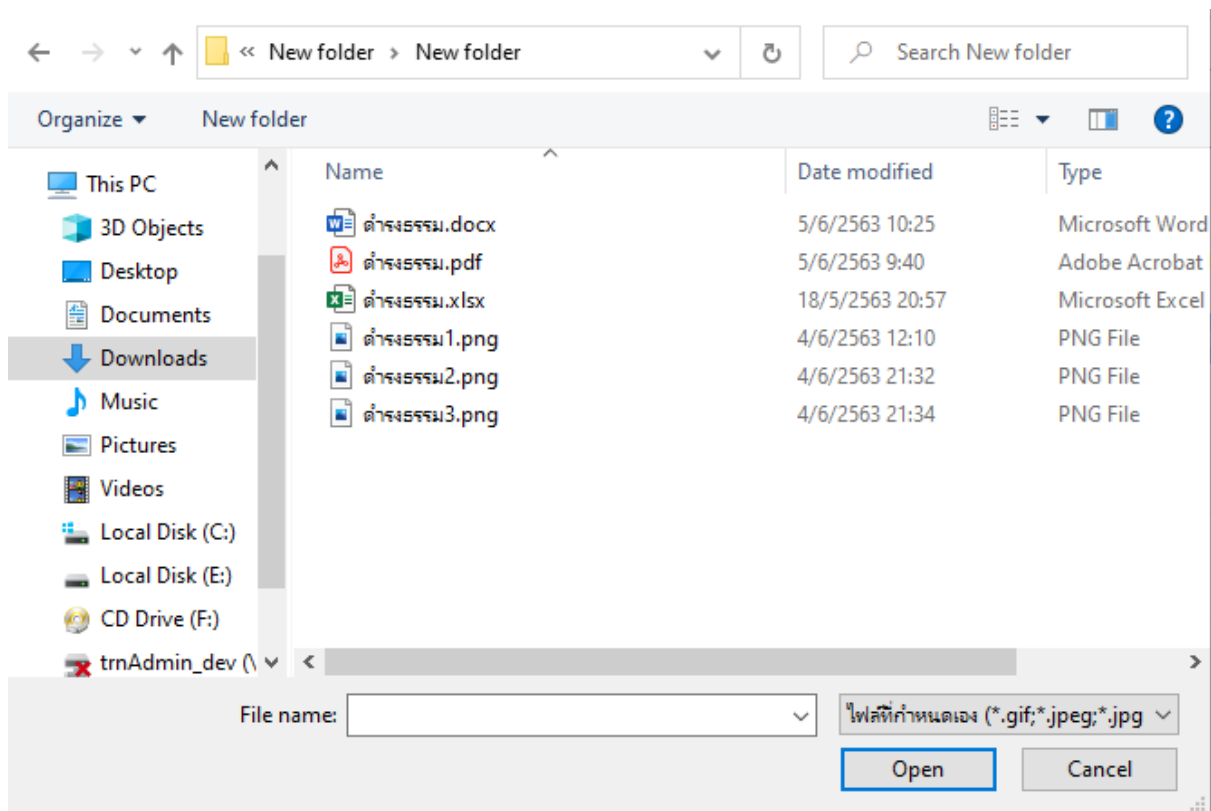 « New folder › New folder
Search New folder
Organize
New folder
Name
Date modified
Type
This PC
3D Objects
Desktop
Documents
Downloads
Music
Pictures
Videos
Local Disk (C:)
Local Disk (E:)
CD Drive (F:)
trnAdmin_dev (\
ดำรงธรรม.docx 5/6/2563 10:25 Microsoft Word
ดำรงธรรม.pdf 5/6/2563 9:40 Adobe Acrobat
ดำรงธรรม.xlsx 18/5/2563 20:57 Microsoft Excel
ดำรงธรรม1.png 4/6/2563 12:10 PNG File
ดำรงธรรม2.png 4/6/2563 21:32 PNG File
ดำรงธรรม3.png 4/6/2563 21:34 PNG File
File name:
ไฟล์ที่กำหนดเอง (*.gif;*.jpeg;*.jpg
Open
Cancel